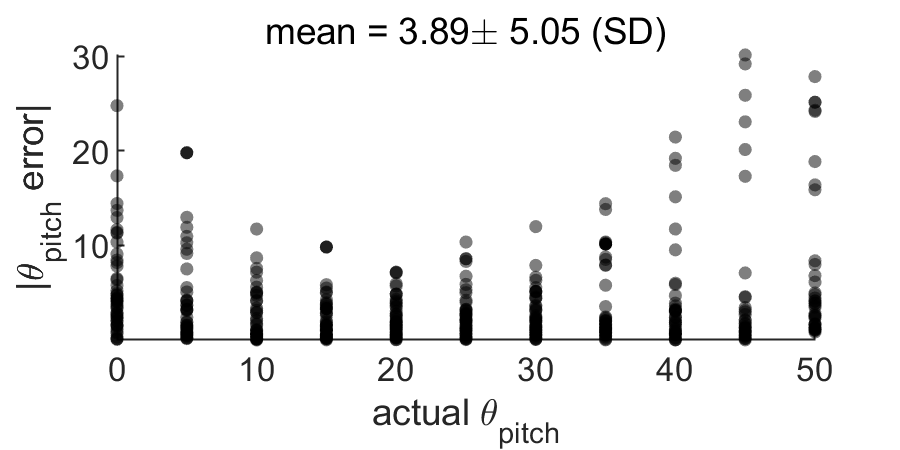 mean = 3.89± 5.05 (SD)
30
20
10
|θpitch error|
0 10 20 30 40 50
actual θpitch